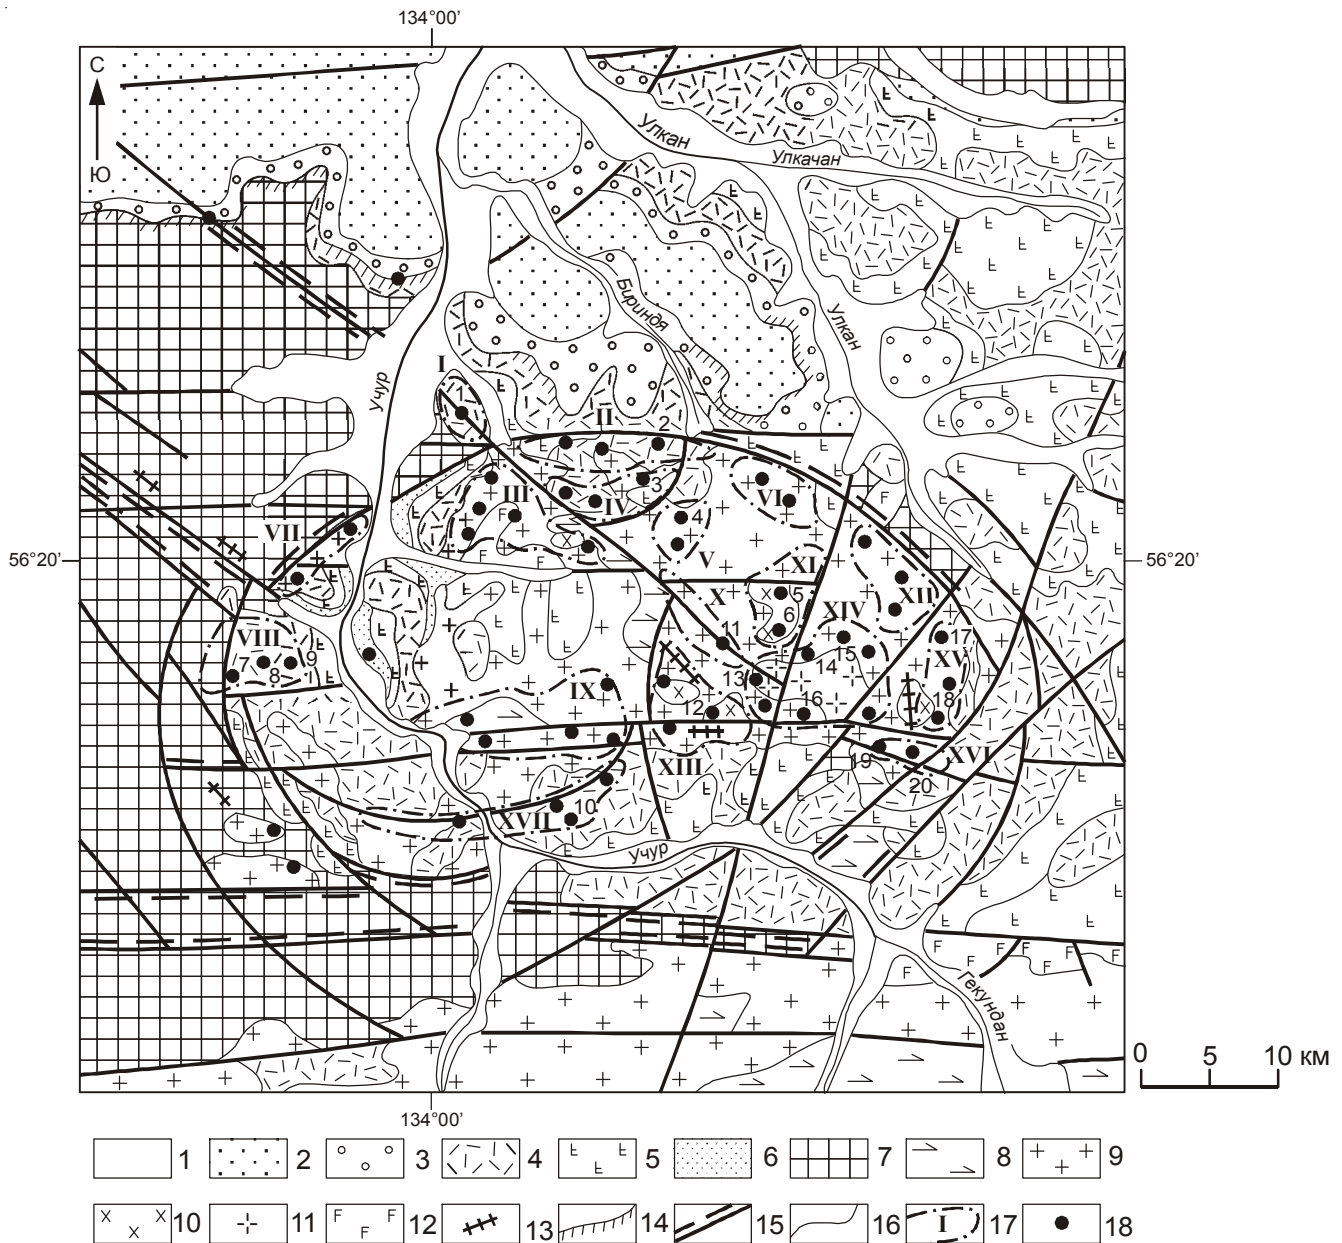 134°00'
С
Ю
Улкан
Улкачан
Бириндя
Улкан
Учур
I
II
2
3
III
IV
VI
4
VII
56°20'
56°20'
V
XI
X
5
XII
6
XIV
11
17
VIII
9
15
XV
7
8
14
13
IX
18
12
16
XIII
19
XVI
20
10
XVII
Учур
Гекундан
0 5 10 км
134°00'
1 2 3 4 5 6 7 8 9
10 11 12 13 14 15 16 I 17 18